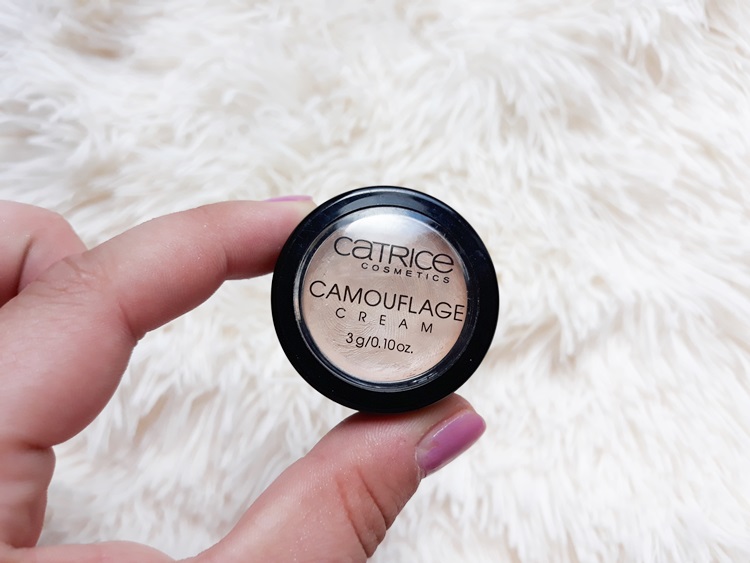 CATRICE
COSMETICS
CAMOUFLAGE
CREAM
3g/0.10oz.